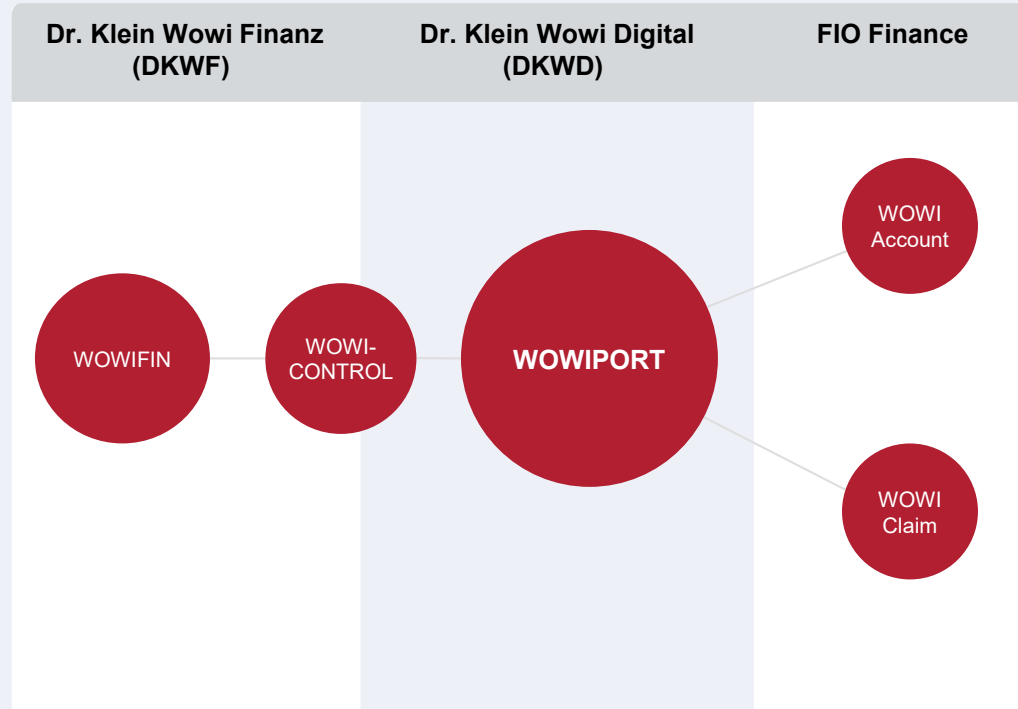 Dr. Klein Wowi Finanz
(DKWF)
Dr. Klein Wowi Digital
(DKWD)
FIO Finance
WOWIFIN
WOWI-
CONTROL
WOWIPORT
WOWI
Account
WOWI
Claim